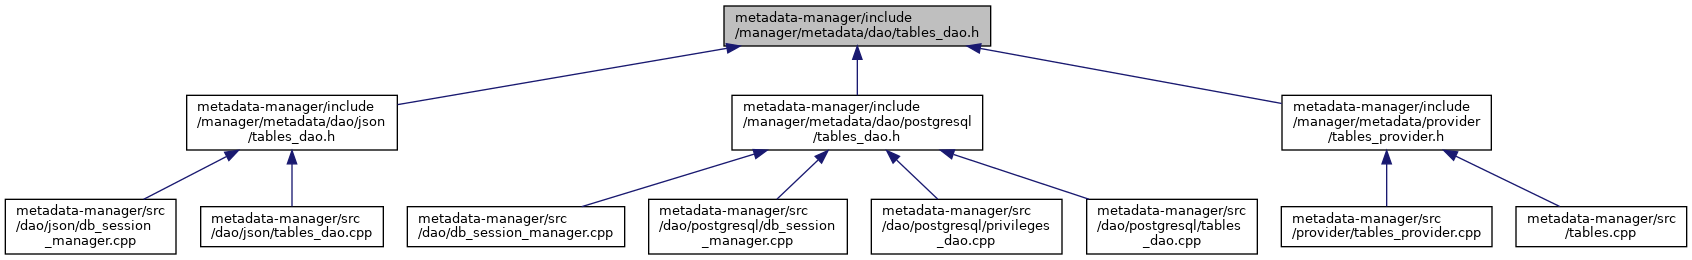 metadata-manager/include
/manager/metadata/dao/tables_dao.h
metadata-manager/include
/manager/metadata/dao/json
/tables_dao.h
metadata-manager/include
/manager/metadata/dao/postgresql
/tables_dao.h
metadata-manager/include
/manager/metadata/provider
/tables_provider.h
metadata-manager/src
/dao/json/db_session
_manager.cpp
metadata-manager/src
/dao/json/tables_dao.cpp
metadata-manager/src
/dao/db_session_manager.cpp
metadata-manager/src
/dao/postgresql/db_session
_manager.cpp
metadata-manager/src
/dao/postgresql/privileges
_dao.cpp
metadata-manager/src
/dao/postgresql/tables
_dao.cpp
metadata-manager/src
/provider/tables_provider.cpp
metadata-manager/src
/tables.cpp